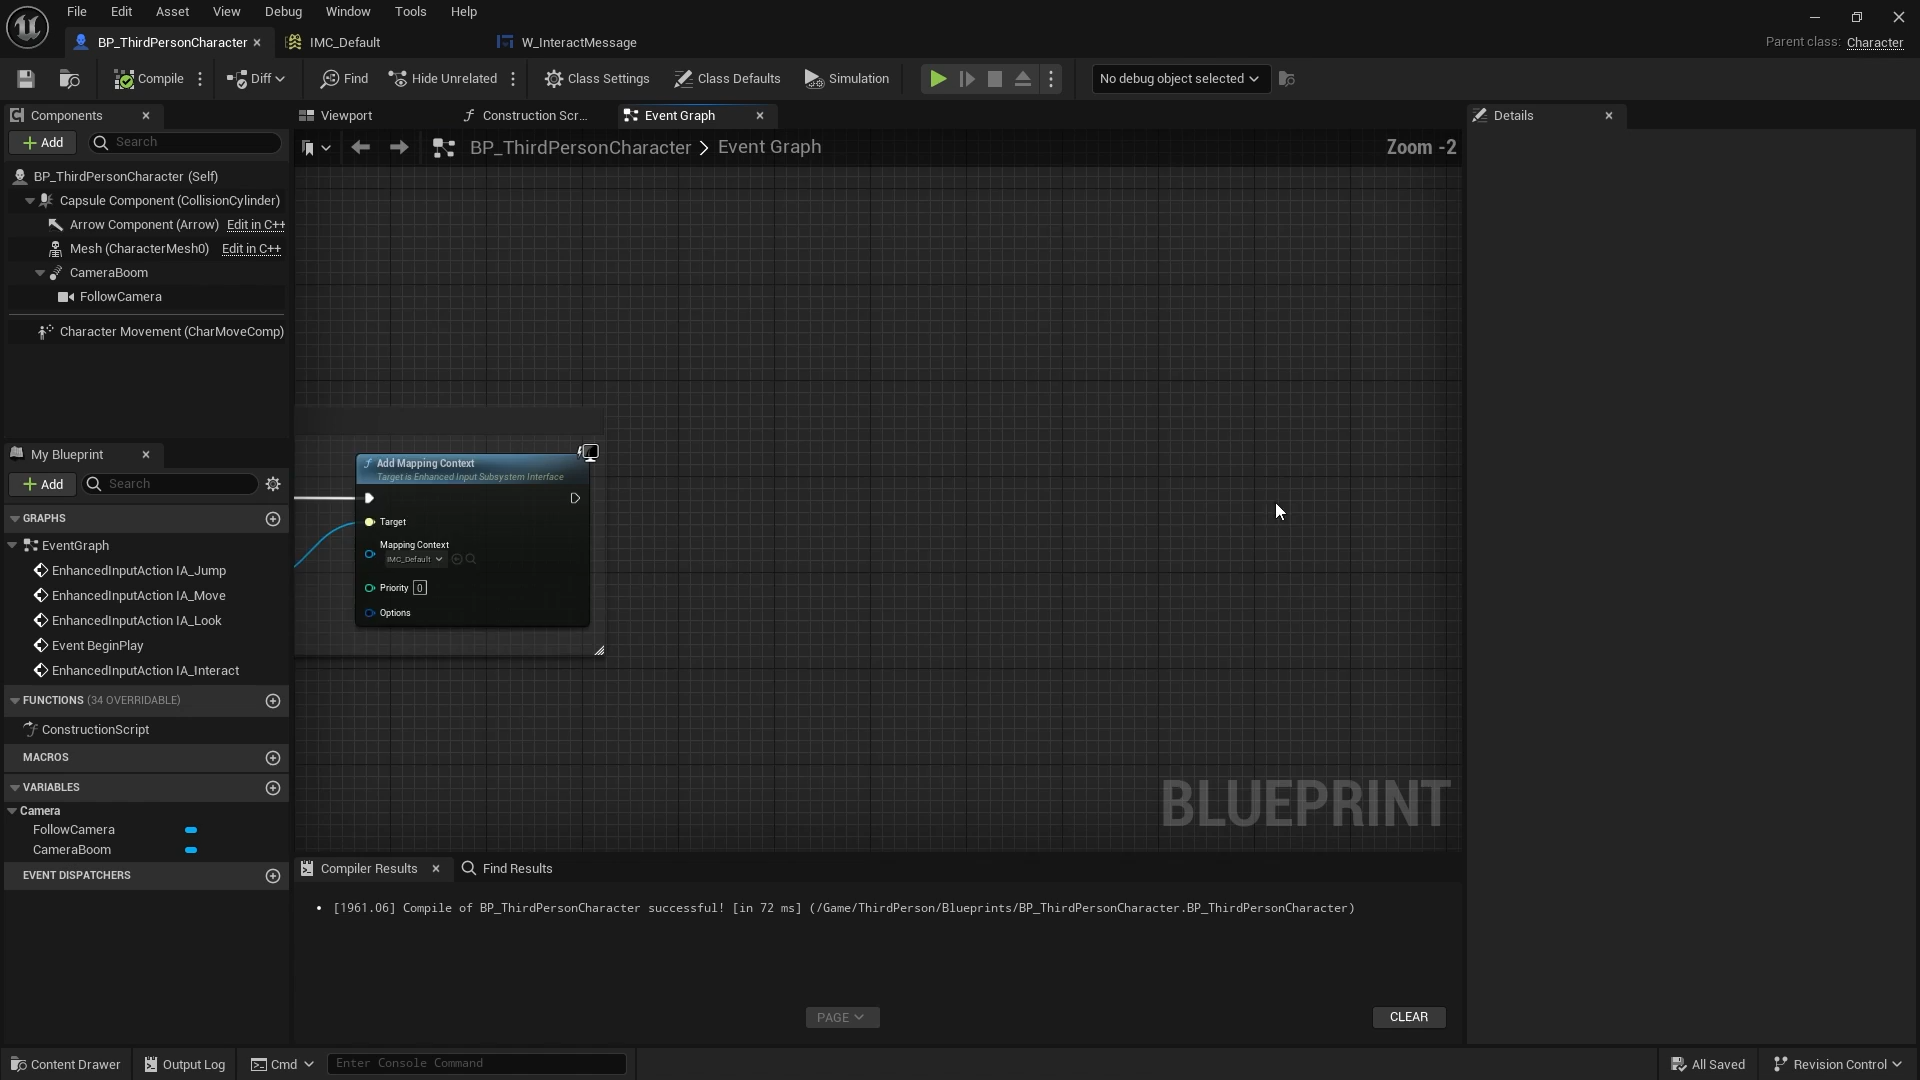 File Edit Asset View Debug Window Tools Help
BP_ThirdPersonCharacter IMC_Default W_InteractMessage Parent class: Character
Compile Diff Find Hide Unrelated Class Settings Class Defaults Simulation No debug object selected
Components Viewport Construction Scr... Event Graph Details
Add Search
BP_ThirdPersonCharacter > Event Graph Zoom -2
BP_ThirdPersonCharacter (Self)
Capsule Component (CollisionCylinder)
Arrow Component (Arrow) Edit in C++
Mesh (CharacterMesh0) Edit in C++
CameraBoom
FollowCamera
Character Movement (CharMoveComp)
Add Mapping Context
Target is Enhanced Input Subsystem Interface
Target
Mapping Context
IMC_Default
Priority 0
Options
BLUEPRINT
My Blueprint
Add Search
GRAPHS
EventGraph
EnhancedInputAction IA_Jump
EnhancedInputAction IA_Move
EnhancedInputAction IA_Look
Event BeginPlay
EnhancedInputAction IA_Interact
FUNCTIONS (34 OVERRIDABLE)
ConstructionScript
MACROS
VARIABLES
Camera
FollowCamera
CameraBoom
EVENT DISPATCHERS
Compiler Results Find Results
[1961.06] Compile of BP_ThirdPersonCharacter successful! [in 72 ms] (/Game/ThirdPerson/Blueprints/BP_ThirdPersonCharacter.BP_ThirdPersonCharacter)
PAGE CLEAR
Content Drawer Output Log Cmd Enter Console Command All Saved Revision Control